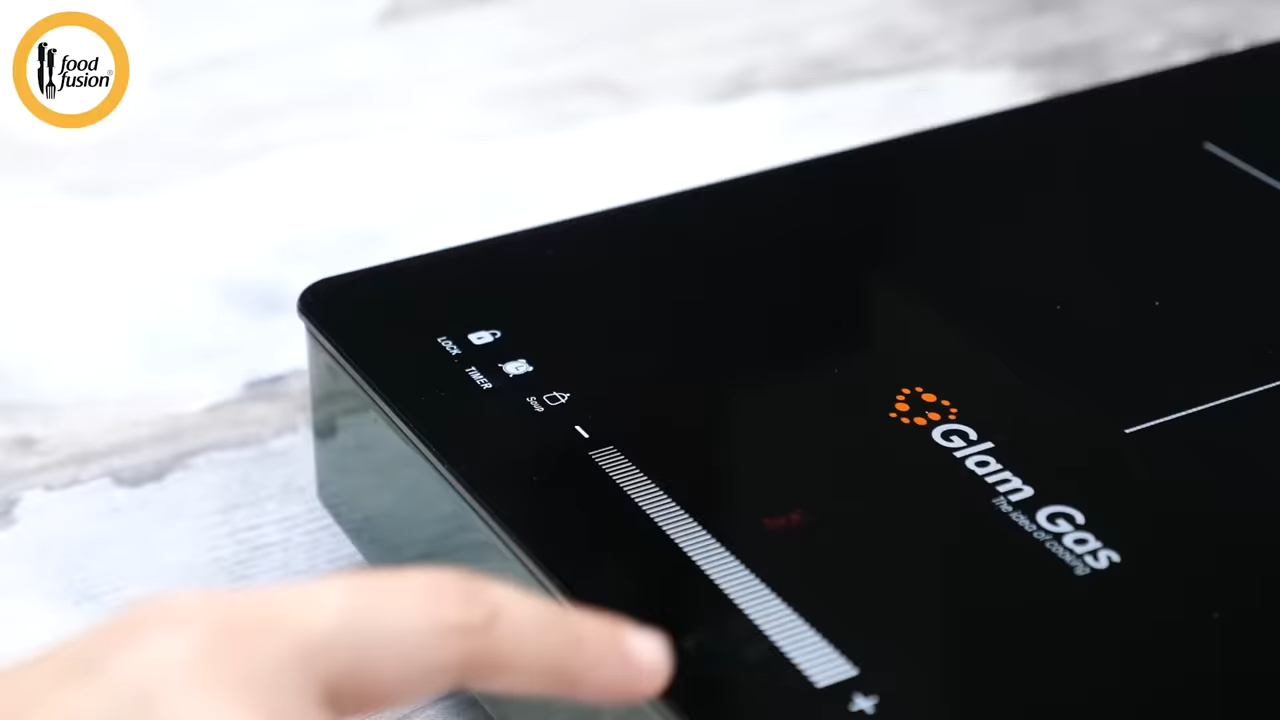 food
fusion®
LOCK
TIMER
Soup
−
+
Glam Gas
The idea of cooking